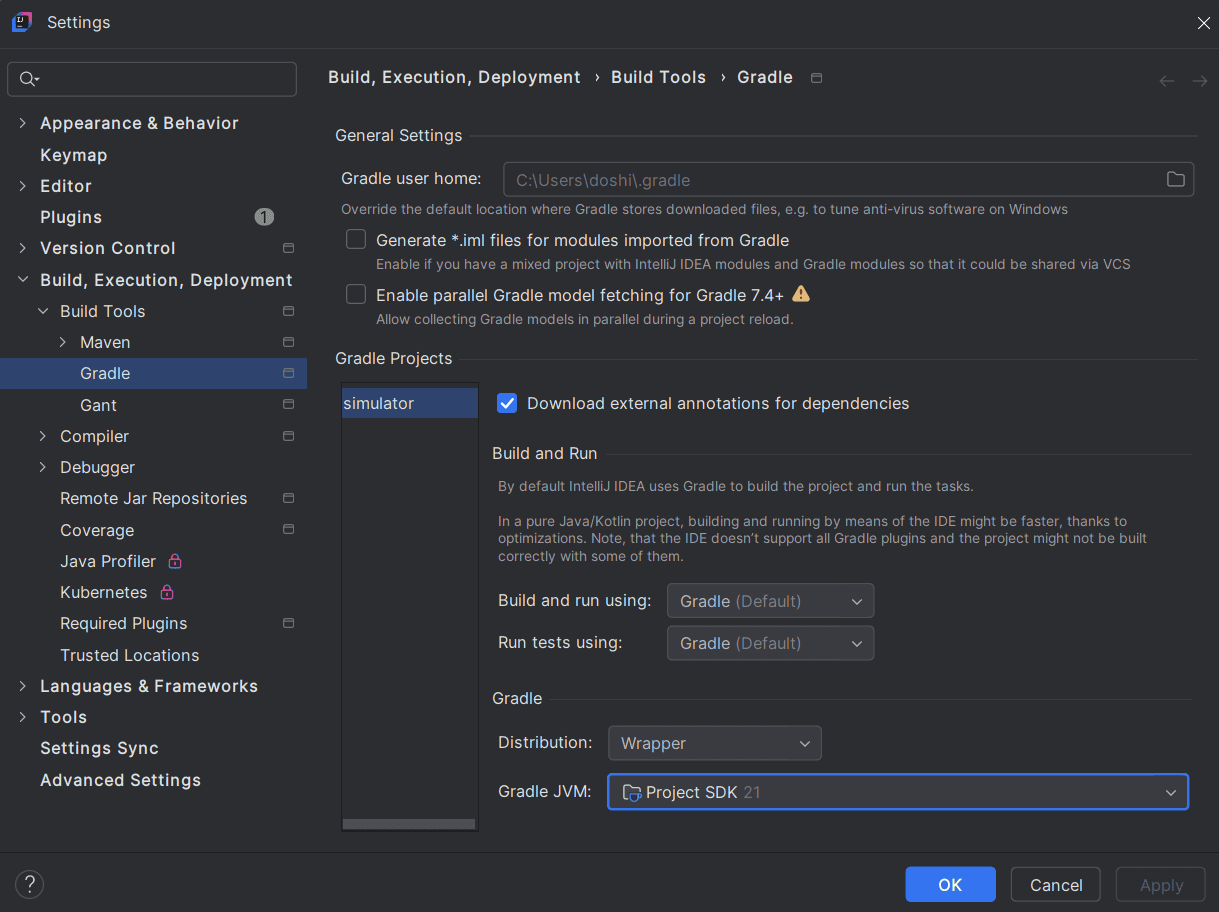 Settings
Build, Execution, Deployment › Build Tools › Gradle
Appearance & Behavior
Keymap
Editor
Plugins 1
Version Control
Build, Execution, Deployment
Build Tools
Maven
Gradle
Gant
Compiler
Debugger
Remote Jar Repositories
Coverage
Java Profiler
Kubernetes
Required Plugins
Trusted Locations
Languages & Frameworks
Tools
Settings Sync
Advanced Settings
General Settings
Gradle user home: C:\Users\doshi\.gradle
Override the default location where Gradle stores downloaded files, e.g. to tune anti-virus software on Windows
Generate *.iml files for modules imported from Gradle
Enable if you have a mixed project with IntelliJ IDEA modules and Gradle modules so that it could be shared via VCS
Enable parallel Gradle model fetching for Gradle 7.4+
Allow collecting Gradle models in parallel during a project reload.
Gradle Projects
simulator
Download external annotations for dependencies
Build and Run
By default IntelliJ IDEA uses Gradle to build the project and run the tasks.
In a pure Java/Kotlin project, building and running by means of the IDE might be faster, thanks to
optimizations. Note, that the IDE doesn't support all Gradle plugins and the project might not be built
correctly with some of them.
Build and run using: Gradle (Default)
Run tests using: Gradle (Default)
Gradle
Distribution: Wrapper
Gradle JVM: Project SDK 21
? OK Cancel Apply